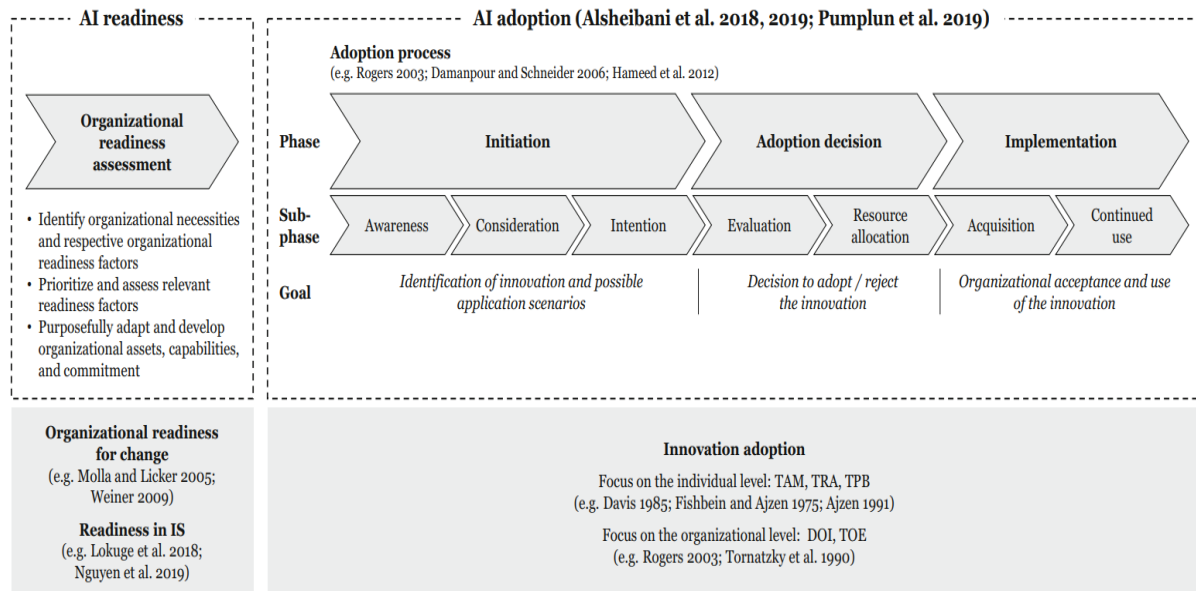 AI readiness
Organizational
readiness
assessment
• Identify organizational necessities
and respective organizational
readiness factors
• Prioritize and assess relevant
readiness factors
• Purposefully adapt and develop
organizational assets, capabilities,
and commitment
Organizational readiness
for change
(e.g. Molla and Licker 2005;
Weiner 2009)
Readiness in IS
(e.g. Lokuge et al. 2018;
Nguyen et al. 2019)
AI adoption (Alsheibani et al. 2018, 2019; Pumplun et al. 2019)
Adoption process
(e.g. Rogers 2003; Damanpour and Schneider 2006; Hameed et al. 2012)
Phase
Initiation
Adoption decision
Implementation
Sub-
phase
Awareness
Consideration
Intention
Evaluation
Resource
allocation
Acquisition
Continued
use
Goal
Identification of innovation and possible
application scenarios
Decision to adopt / reject
the innovation
Organizational acceptance and use
of the innovation
Innovation adoption
Focus on the individual level: TAM, TRA, TPB
(e.g. Davis 1985; Fishbein and Ajzen 1975; Ajzen 1991)
Focus on the organizational level: DOI, TOE
(e.g. Rogers 2003; Tornatzky et al. 1990)